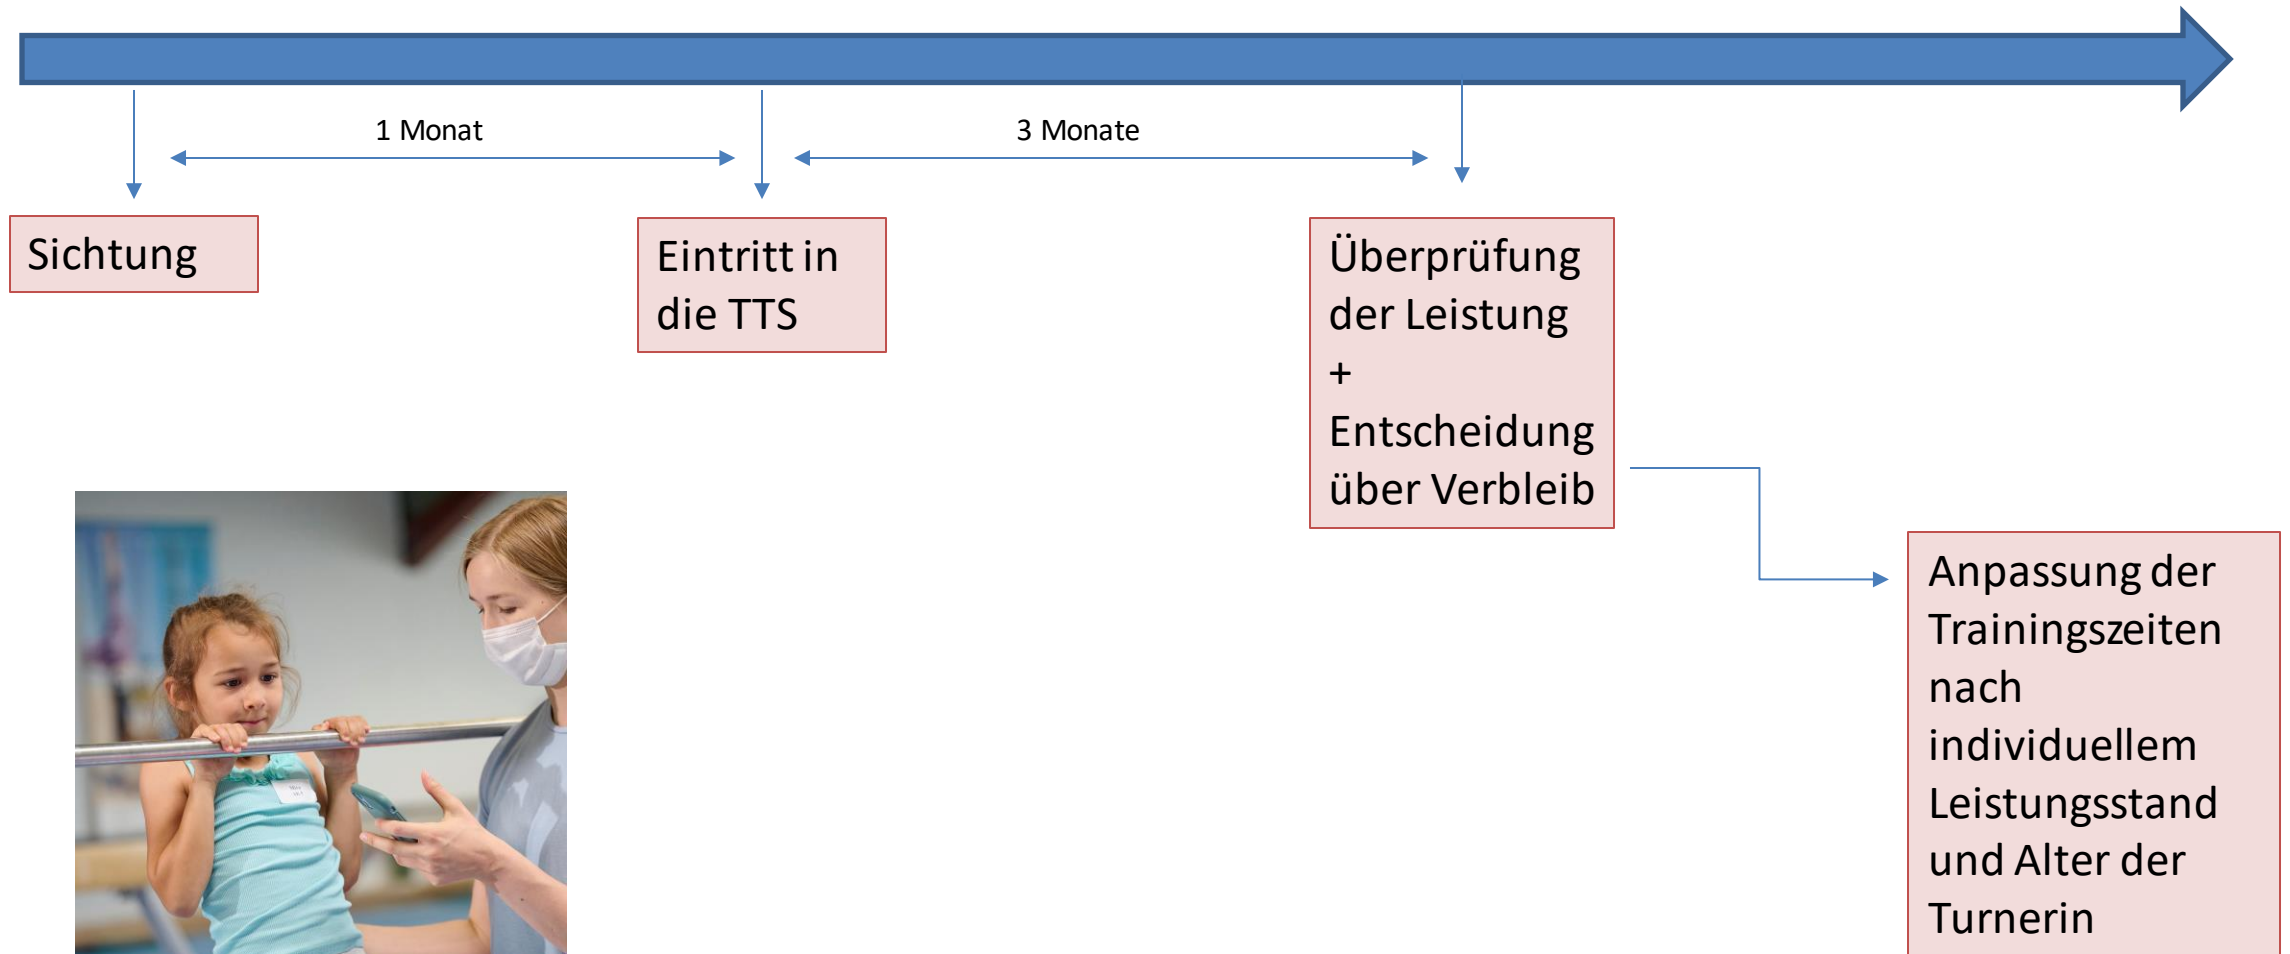 1 Monat
3 Monate
Sichtung
Eintritt in
die TTS
Überprüfung
der Leistung
+
Entscheidung
über Verbleib
Anpassung der
Trainingszeiten
nach
individuellem
Leistungsstand
und Alter der
Turnerin